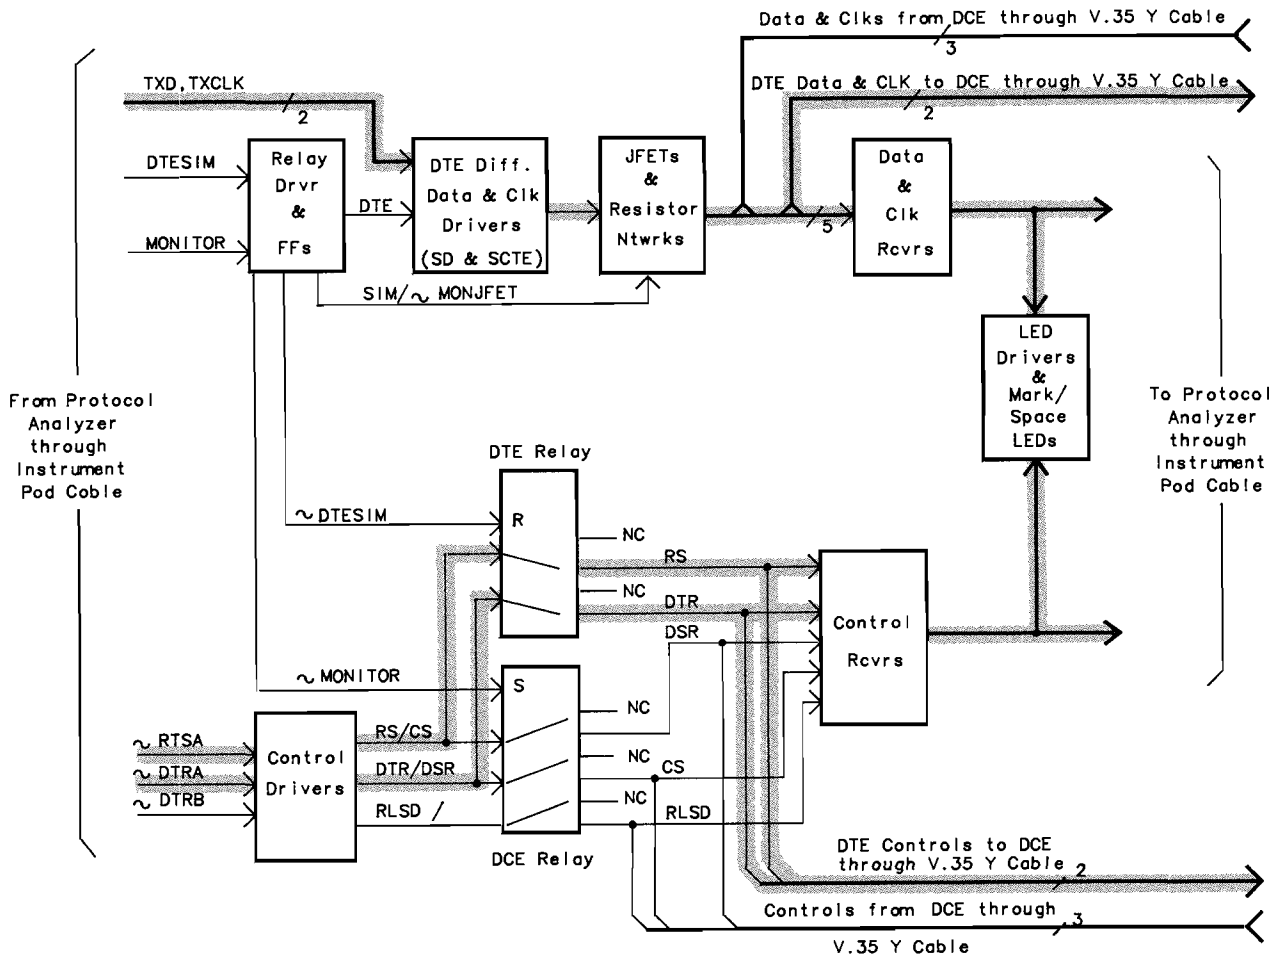 Data & Clks from DCE through V.35 Y Cable
3
TXD,TXCLK
2
DTE Data & CLK to DCE through V.35 Y Cable
2
DTESIM
MONITOR
Relay
Drvr
&
FFs
DTE
DTE Diff.
Data & Clk
Drivers
(SD & SCTE)
JFETs
&
Resistor
Ntwrks
5
Data
&
Clk
Rcvrs
SIM/~ MONJFET
LED
Drivers
&
Mark/
Space
LEDs
From Protocol
Analyzer
through
Instrument
Pod Coble
To Protocol
Analyzer
through
Instrument
Pod Cable
DTE Relay
~DTESIM
R
NC
RS
NC
DTR
DSR
Control
Rcvrs
~MONITOR
S
NC
NC
CS
NC
RLSD
~ RTSA
~ DTRA
~ DTRB
Control
Drivers
RS/CS
DTR/DSR
RLSD /
DCE Relay
DTE Controls to DCE
through V.35 Y Cable
2
Controls from DCE through
3
V.35 Y Cable